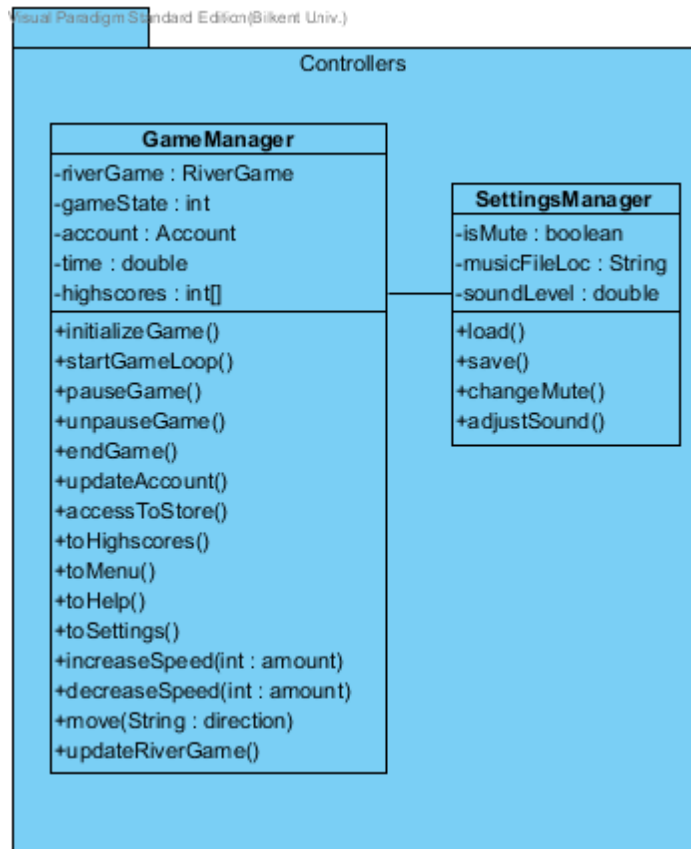 Visual Paradigm Standard Edition(Bilkent Univ.)
Controllers
GameManager
-riverGame : RiverGame
-gameState : int
-account : Account
-time : double
-highscores : int[]
+initializeGame()
+startGameLoop()
+pauseGame()
+unpauseGame()
+endGame()
+updateAccount()
+accessToStore()
+toHighscores()
+toMenu()
+toHelp()
+toSettings()
+increaseSpeed(int : amount)
+decreaseSpeed(int : amount)
+move(String : direction)
+updateRiverGame()
SettingsManager
-isMute : boolean
-musicFileLoc : String
-soundLevel : double
+load()
+save()
+changeMute()
+adjustSound()